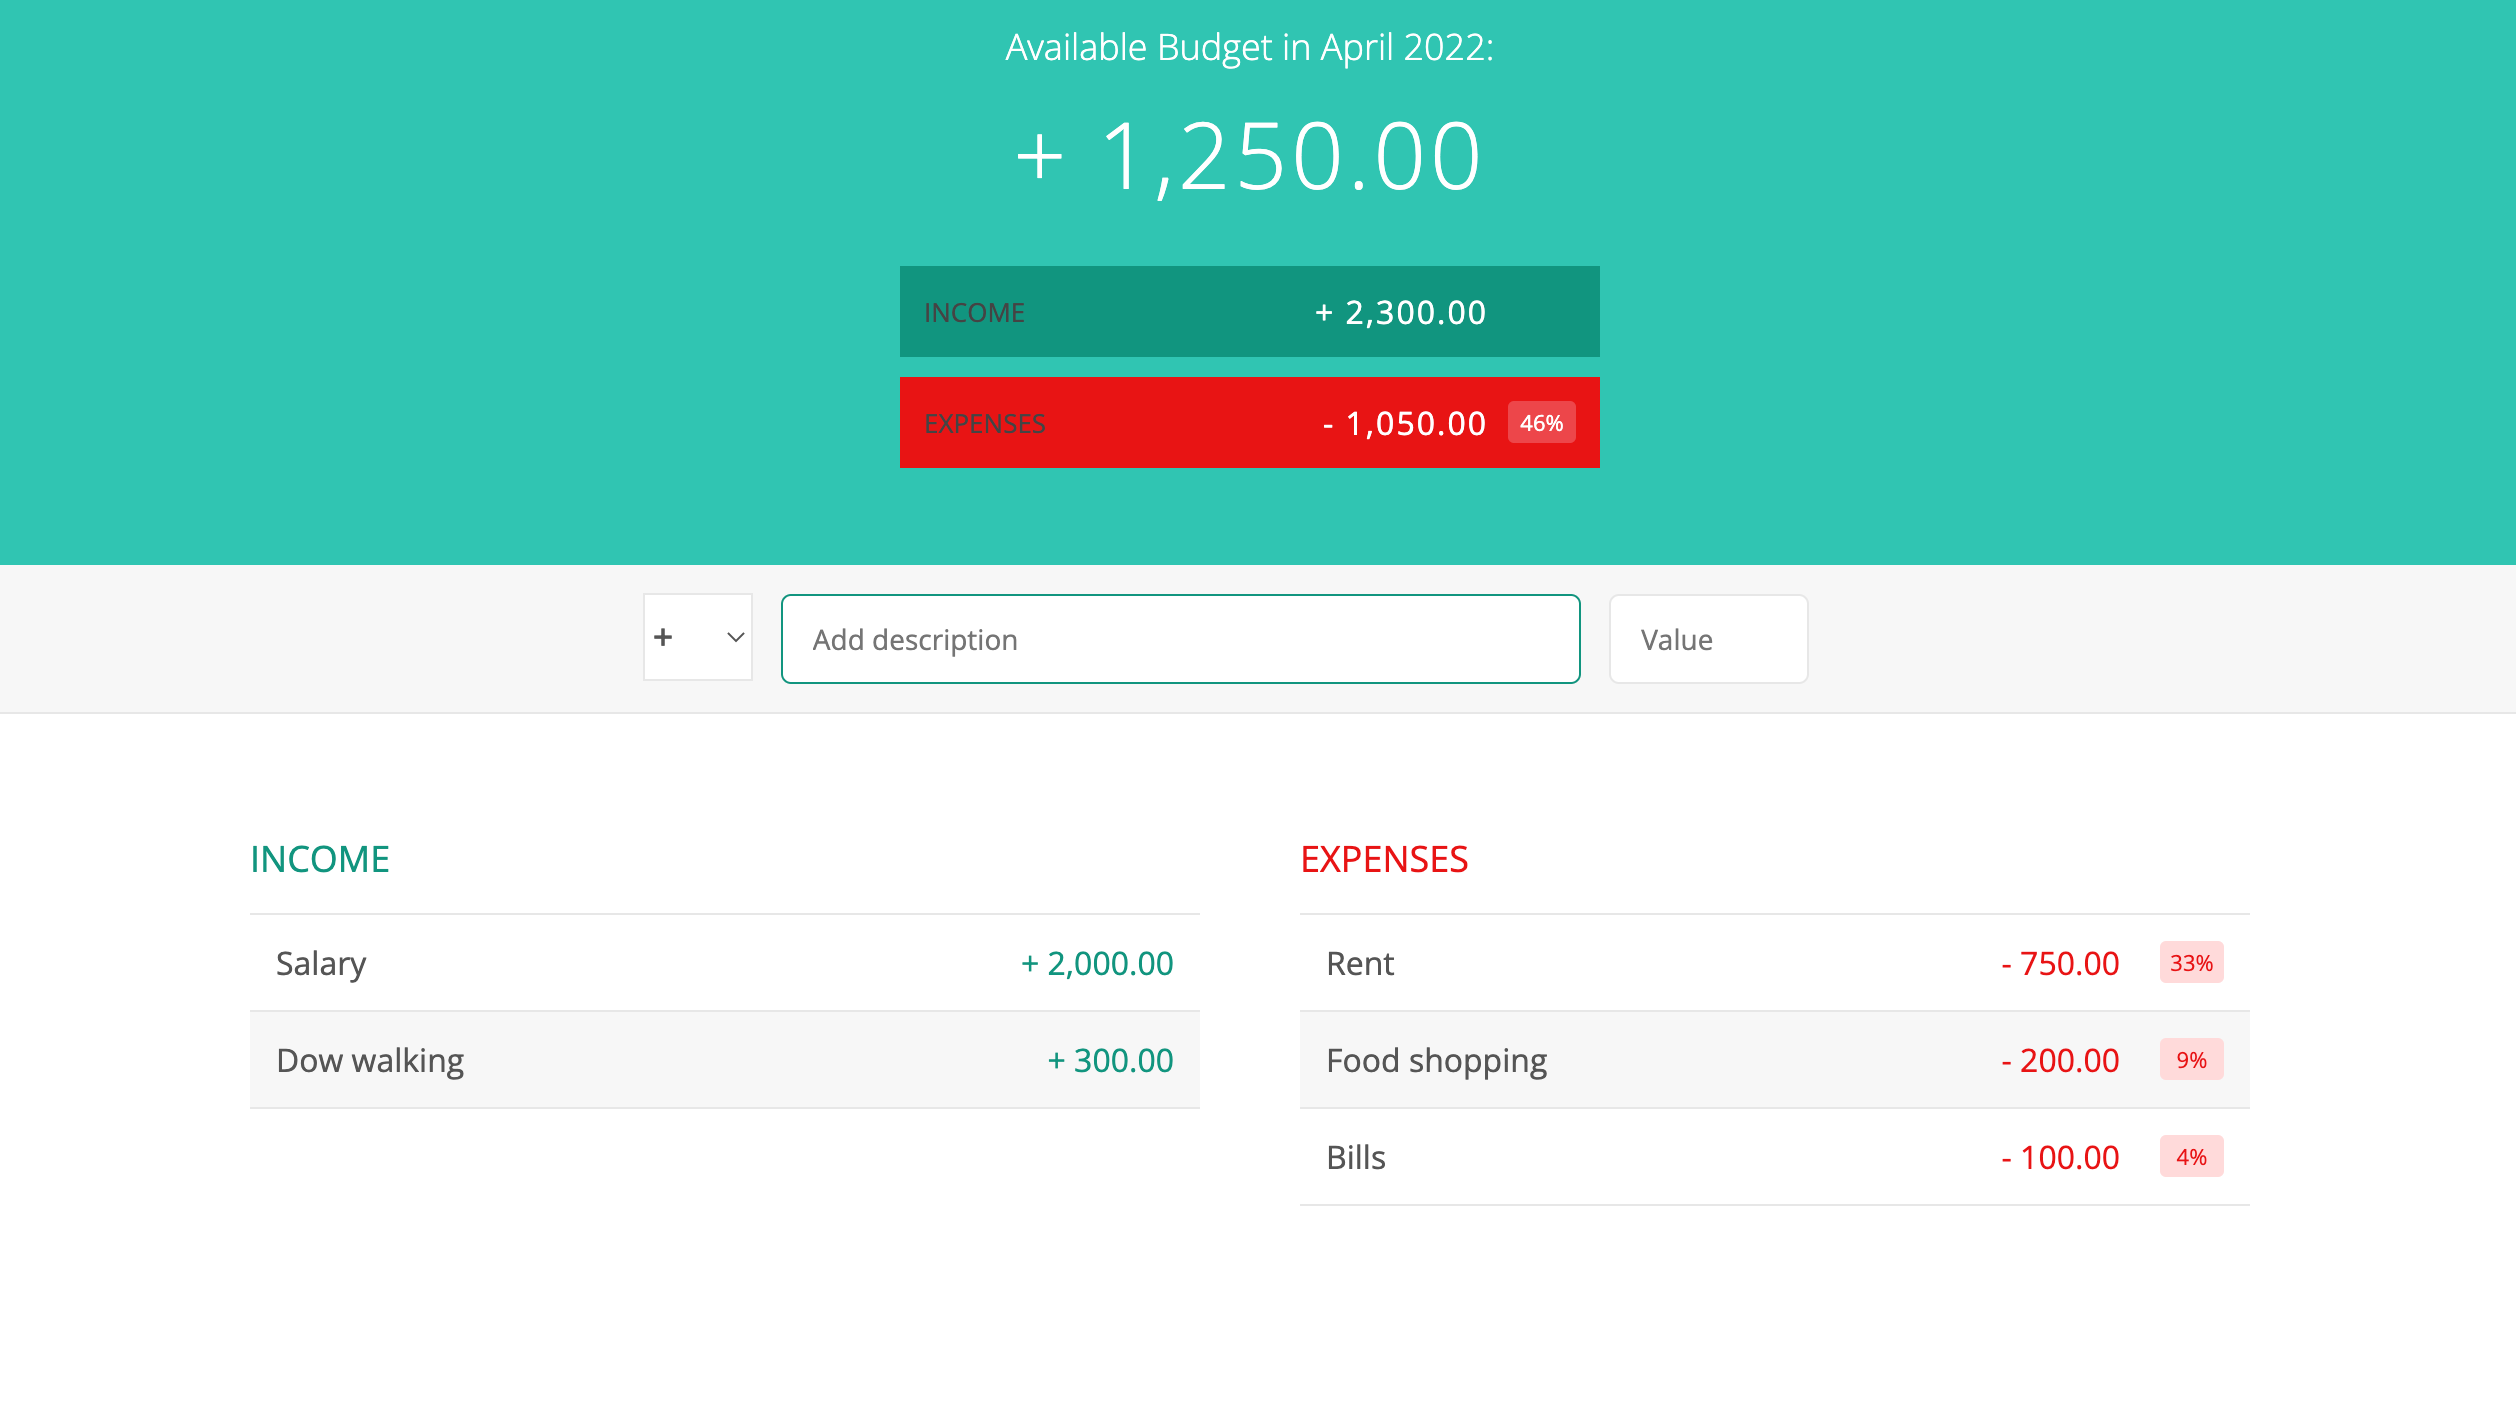 Available Budget in April 2022:
+ 1,250.00
INCOME + 2,300.00
EXPENSES - 1,050.00 46%
+ Add description Value
INCOME
Salary + 2,000.00
Dow walking + 300.00
EXPENSES
Rent - 750.00 33%
Food shopping - 200.00 9%
Bills - 100.00 4%